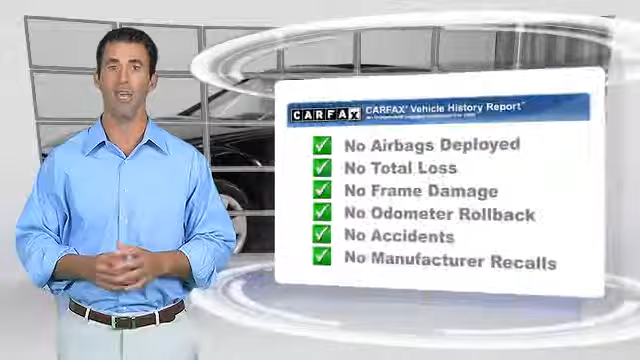 CARFAX CARFAX Vehicle History Report™
No Airbags Deployed
No Total Loss
No Frame Damage
No Odometer Rollback
No Accidents
No Manufacturer Recalls